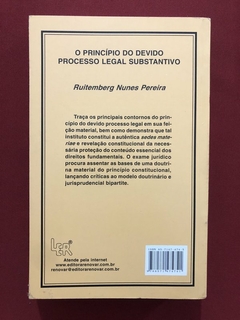 O PRINCÍPIO DO DEVIDO
PROCESSO LEGAL SUBSTANTIVO
Ruitemberg Nunes Pereira
Traça os principais contornos do prin-
cípio do devido processo legal em sua fei-
ção material, bem como demonstra que tal
instituto constitui a autêntica sedes mate-
riae e revelação constitucional da neces-
sária proteção do conteúdo essencial dos
direitos fundamentais. O exame jurídico
procura assentar as bases de uma dou-
trina material do princípio constitucional,
lançando críticas ao modelo doutrinário e
jurisprudencial bipartite.
Atende pela internet
www.editorarenovar.com.br
renovar@editorarenovar.com.br